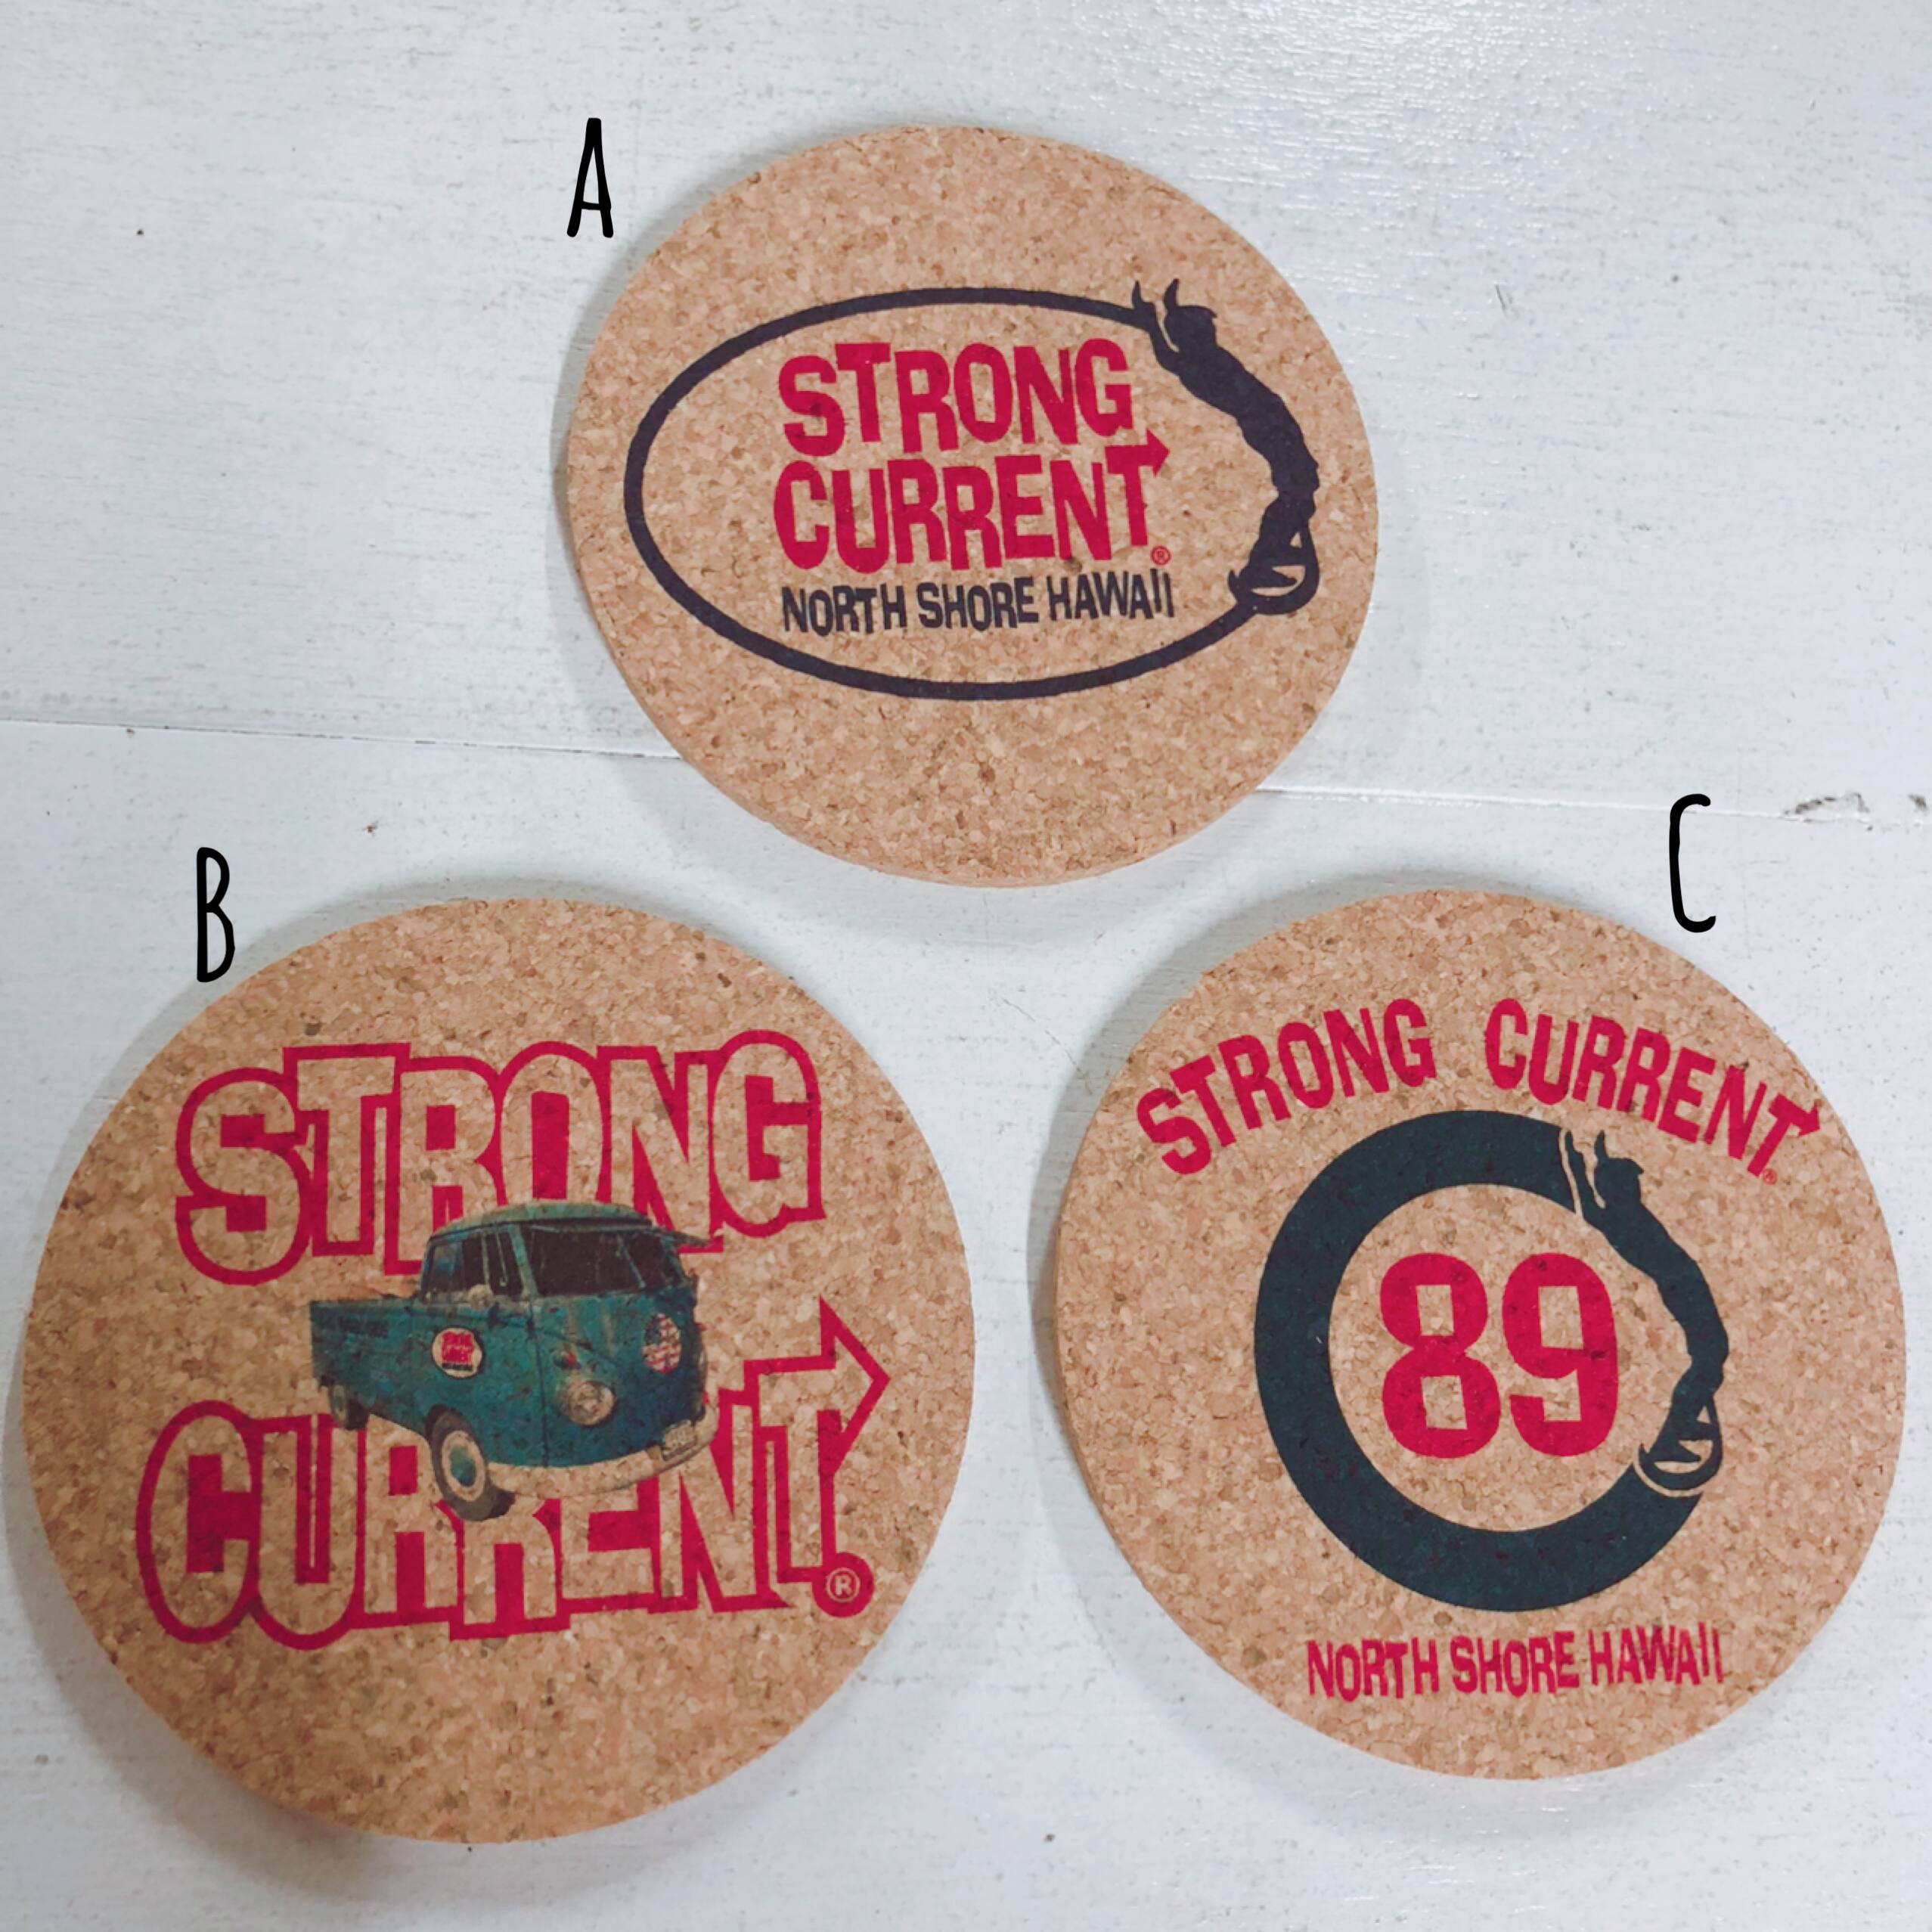 A
STRONG
CURRENT
®
NORTH SHORE HAWAII
B
STRONG
CURRENT
®
C
STRONG CURRENT
®
89
NORTH SHORE HAWAII